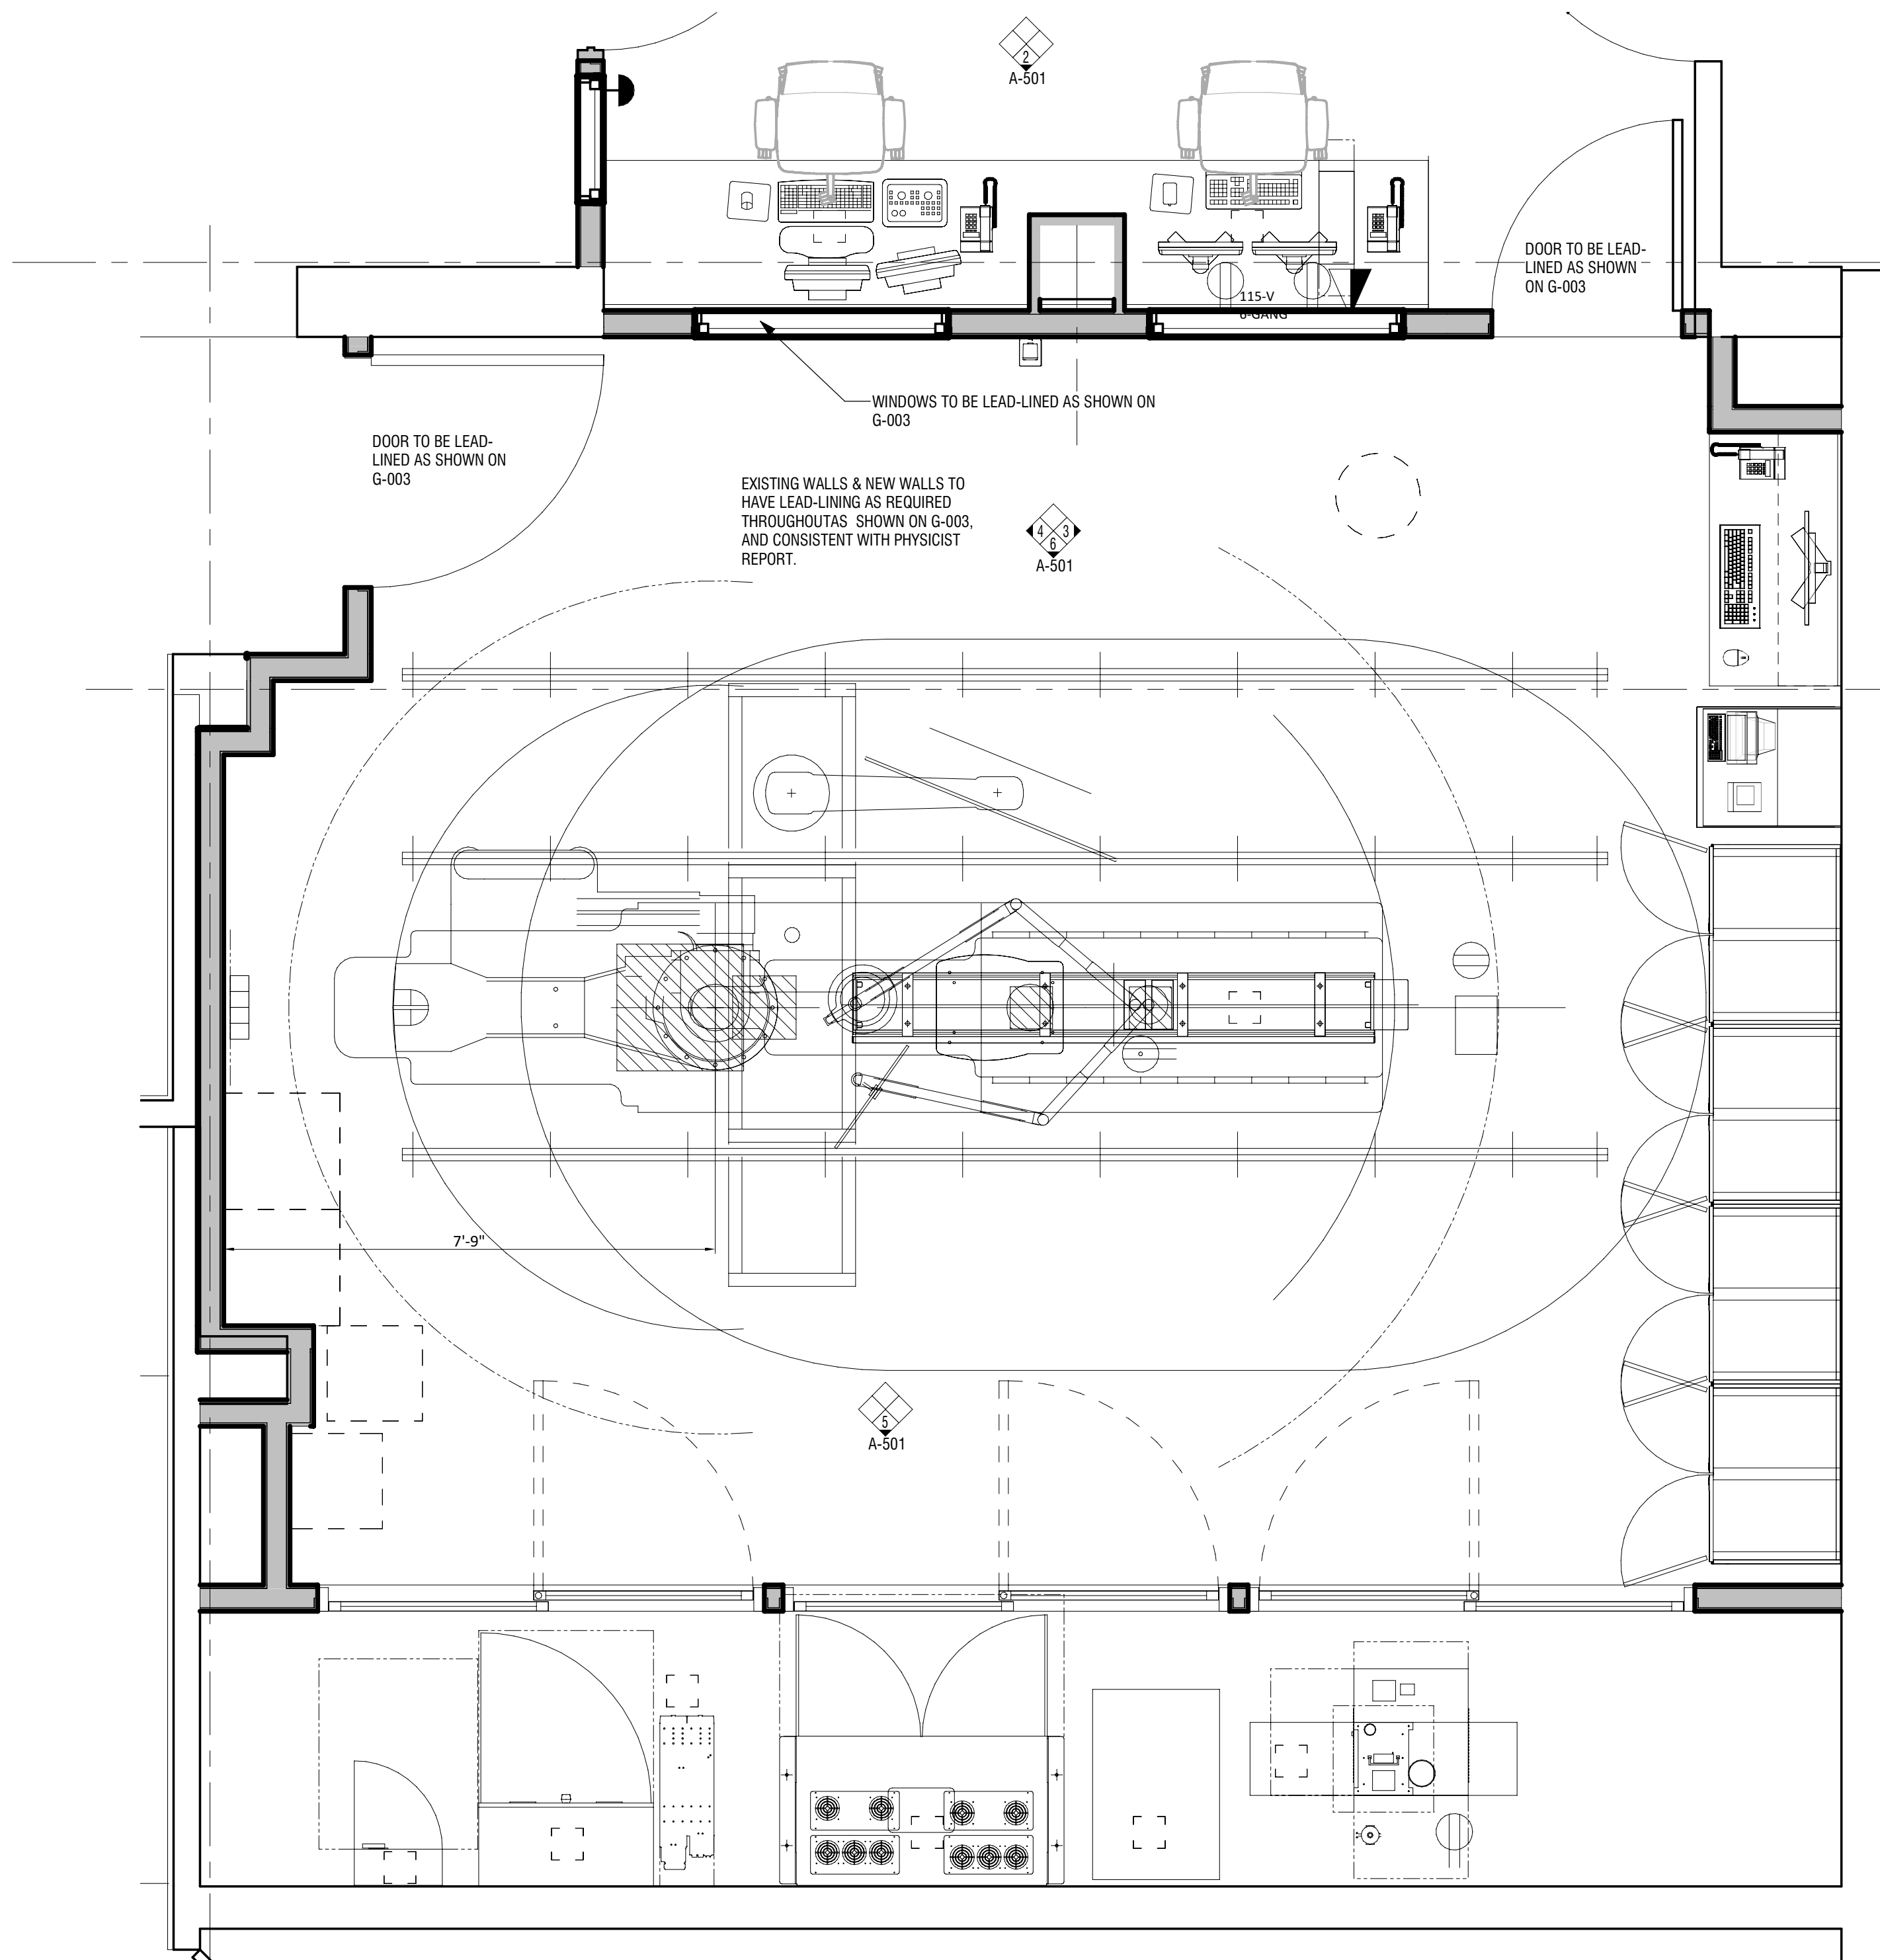 2
A-501
DOOR TO BE LEAD-
LINED AS SHOWN
ON G-003
115-V
6-GANG
WINDOWS TO BE LEAD-LINED AS SHOWN ON
G-003
DOOR TO BE LEAD-
LINED AS SHOWN ON
G-003
EXISTING WALLS & NEW WALLS TO
HAVE LEAD-LINING AS REQUIRED
THROUGHOUTAS SHOWN ON G-003,
AND CONSISTENT WITH PHYSICIST
REPORT.
4 3
6
A-501
7'-9"
5
A-501